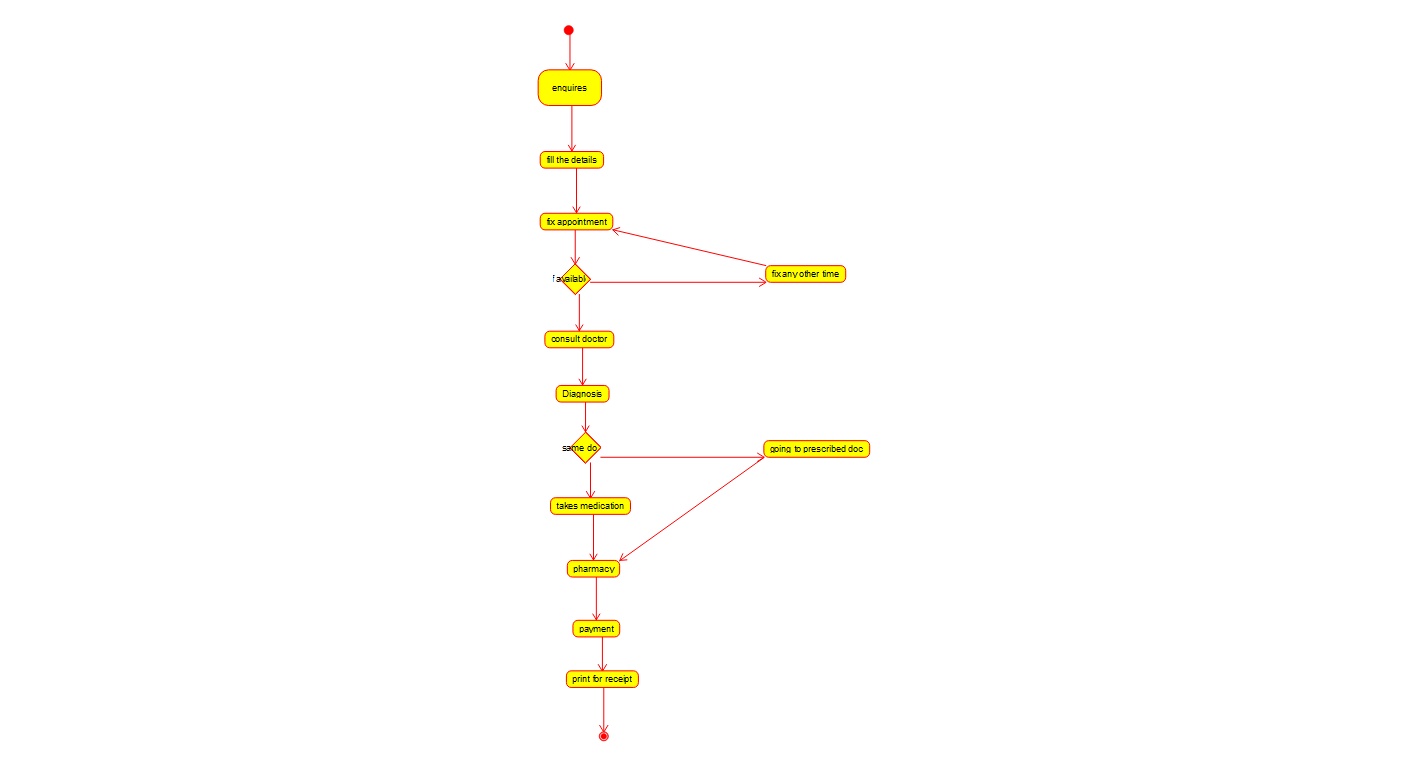 enquires
fill the details
fix appointment
fix any other time
f availabl
consult doctor
Diagnosis
same do
going to prescribed doc
takes medication
pharmacy
payment
print for receipt